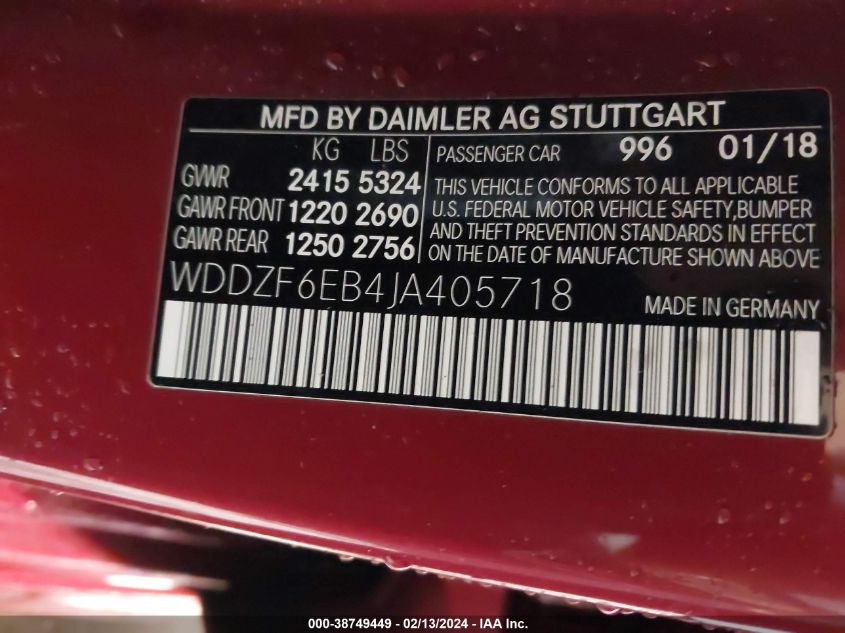 MFD BY DAIMLER AG STUTTGART
KG LBS
GVWR 2415 5324
GAWR FRONT 1220 2690
GAWR REAR 1250 2756
PASSENGER CAR 996 01/18
THIS VEHICLE CONFORMS TO ALL APPLICABLE
U.S. FEDERAL MOTOR VEHICLE SAFETY,BUMPER
AND THEFT PREVENTION STANDARDS IN EFFECT
ON THE DATE OF MANUFACTURE SHOWN ABOVE
WDDZF6EB4JA405718
MADE IN GERMANY
000-38749449 - 02/13/2024 - IAA Inc.